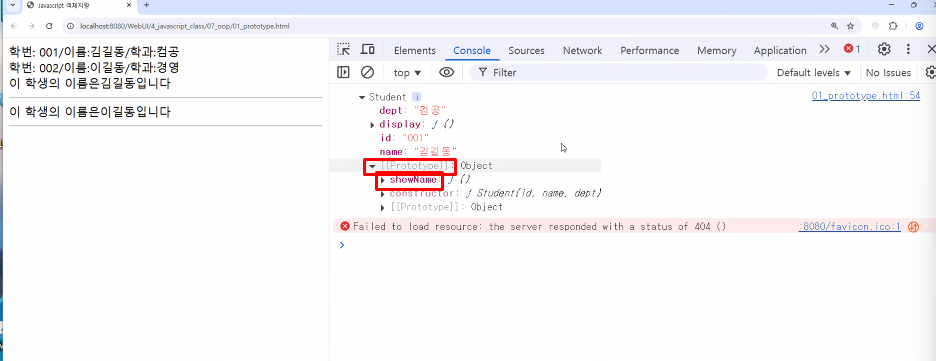 Javascript 객체지향
localhost:8080/WebUI/4_javascript_class/07_oop/01_prototype.html
학번: 001/이름:김길동/학과:컴공
학번: 002/이름:이길동/학과:경영
이 학생의 이름은김길동입니다
이 학생의 이름은이길동입니다
Elements Console Sources Network Performance Memory Application 1
top Filter Default levels No Issues
Student i
01_prototype.html:54
dept: "컴공"
display: ƒ ()
id: "001"
name: "김길동"
[[Prototype]]: Object
showName: ƒ ()
constructor: ƒ Student(id, name, dept)
[[Prototype]]: Object
Failed to load resource: the server responded with a status of 404 () :8080/favicon.ico:1